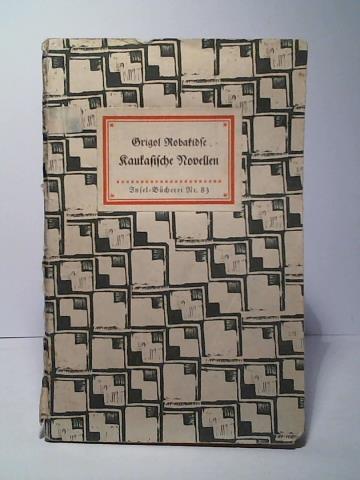 Grigol Robakidse
Kaukasische Novellen
Insel-Bücherei Nr. 83